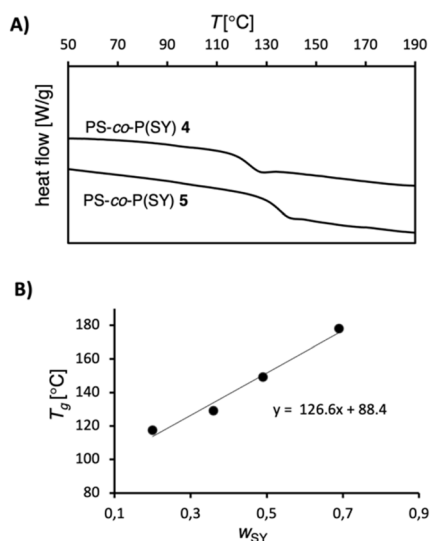 A)
T[°C]
50 70 90 110 130 150 170 190
heat flow [W/g]
PS-co-P(SY) 4
PS-co-P(SY) 5
B)
Tg [°C]
180
160
140
120
100
80
y = 126.6x + 88.4
0,1 0,3 0,5 0,7 0,9
wSY